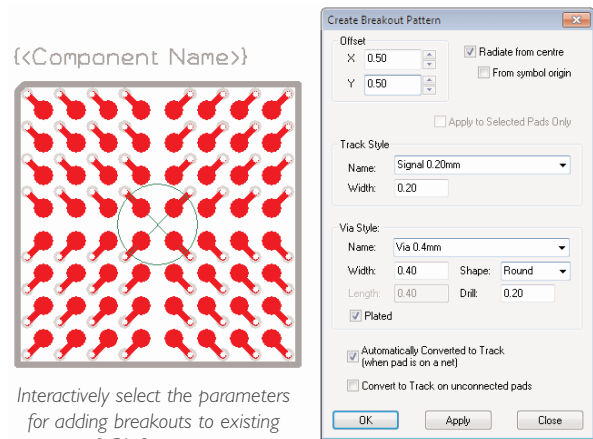 {<Component Name>}
Interactively select the parameters
for adding breakouts to existing
Create Breakout Pattern
Offset
X 0.50
Y 0.50
Radiate from centre
From symbol origin
Apply to Selected Pads Only
Track Style
Name: Signal 0.20mm
Width: 0.20
Via Style:
Name: Via 0.4mm
Width: 0.40 Shape: Round
Length: 0.40 Drill: 0.20
Plated
Automatically Converted to Track
(when pad is on a net)
Convert to Track on unconnected pads
OK Apply Close